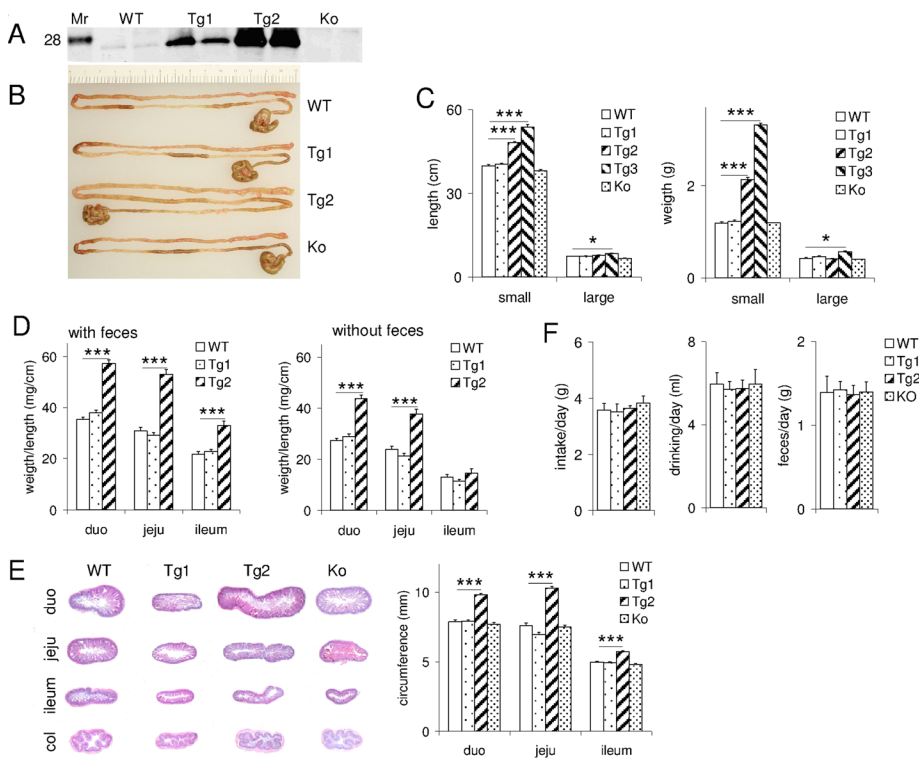 A
Mr WT Tg1 Tg2 Ko
28
B
WT
Tg1
Tg2
Ko
C
60
30
0
length (cm)
***
***
*
small large
WT
Tg1
Tg2
Tg3
Ko
2
0
weigth (g)
***
***
*
small large
WT
Tg1
Tg2
Tg3
Ko
D
with feces
60
40
20
0
weigth/length (mg/cm)
***
***
***
duo jeju ileum
WT
Tg1
Tg2
without feces
60
40
20
0
weigth/length (mg/cm)
***
***
duo jeju ileum
WT
Tg1
Tg2
F
6
4
2
0
intake/day (g)
8
6
4
2
0
drinking/day (ml)
2
1
0
feces/day (g)
WT
Tg1
Tg2
KO
E
WT Tg1 Tg2 Ko
duo
jeju
ileum
col
10
5
0
circumference (mm)
***
***
***
duo jeju ileum
WT
Tg1
Tg2
Ko